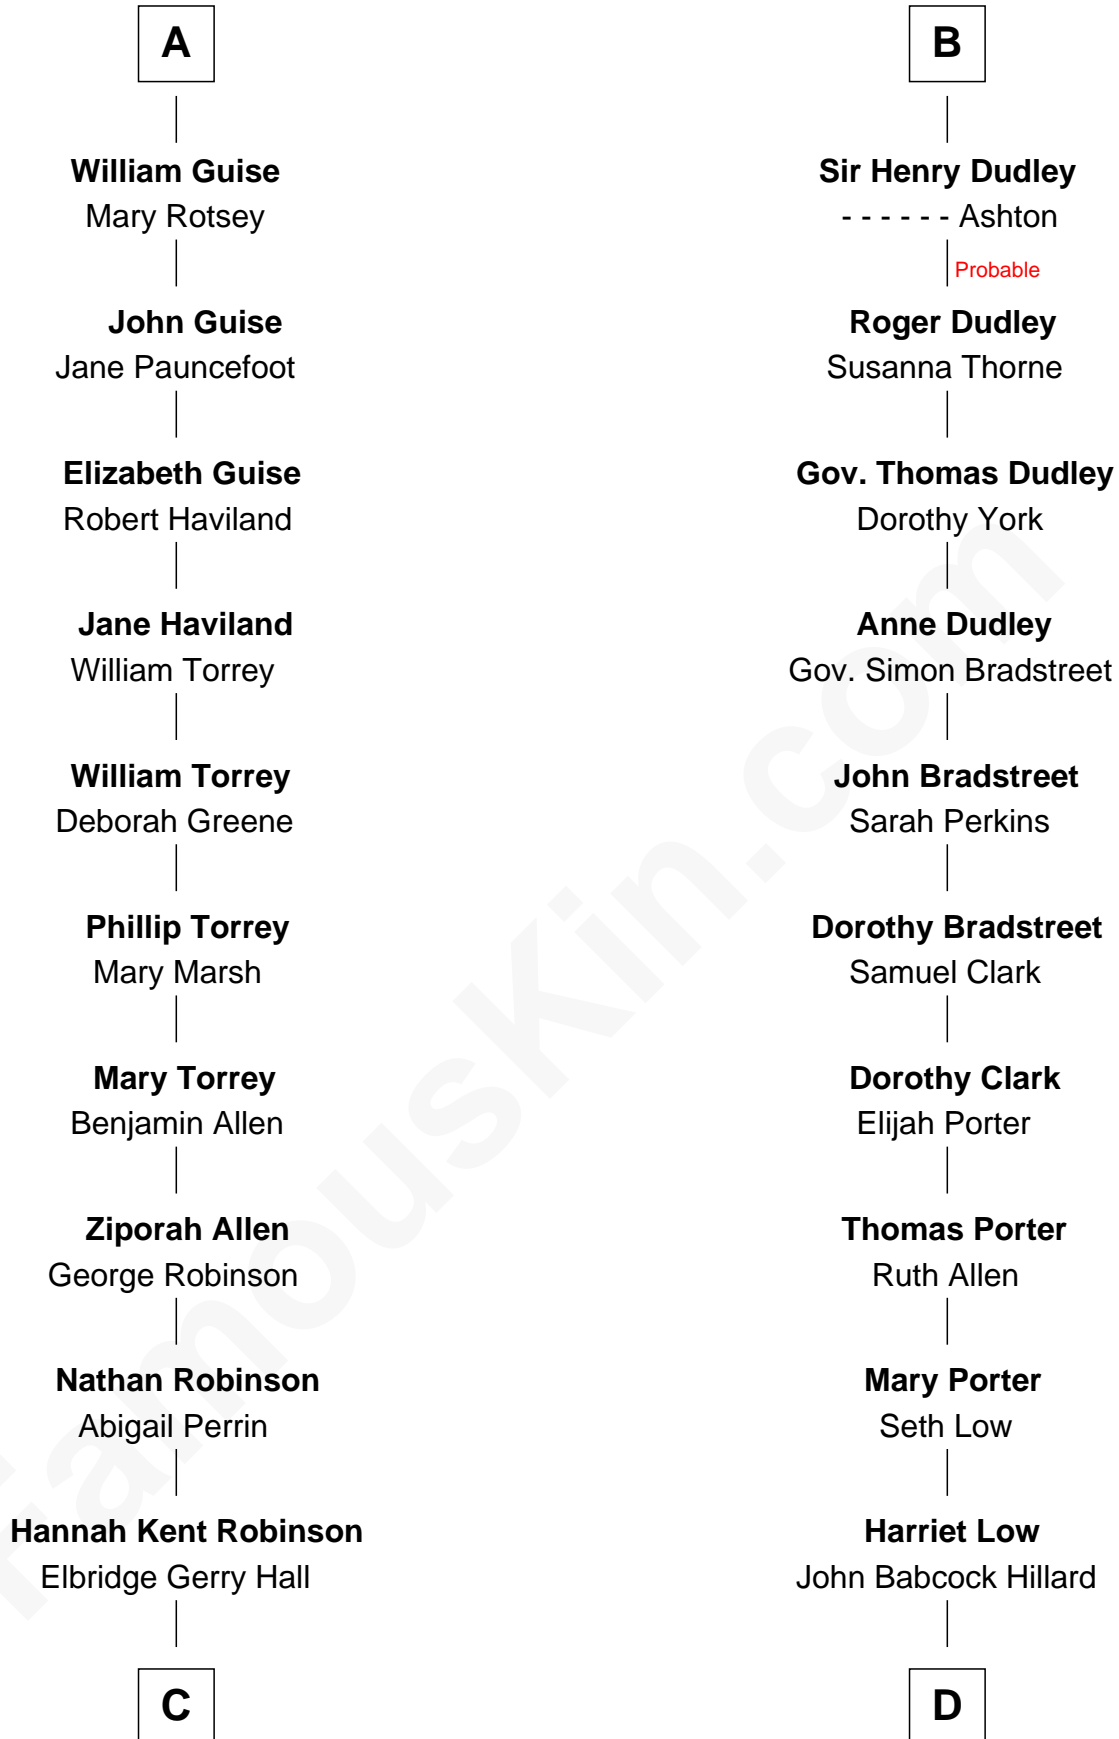 A
William Guise
Mary Rotsey
John Guise
Jane Pauncefoot
Elizabeth Guise
Robert Haviland
Jane Haviland
William Torrey
William Torrey
Deborah Greene
Phillip Torrey
Mary Marsh
Mary Torrey
Benjamin Allen
Ziporah Allen
George Robinson
Nathan Robinson
Abigail Perrin
Hannah Kent Robinson
Elbridge Gerry Hall
C
B
Sir Henry Dudley
- - - - - - Ashton
Probable
Roger Dudley
Susanna Thorne
Gov. Thomas Dudley
Dorothy York
Anne Dudley
Gov. Simon Bradstreet
John Bradstreet
Sarah Perkins
Dorothy Bradstreet
Samuel Clark
Dorothy Clark
Elijah Porter
Thomas Porter
Ruth Allen
Mary Porter
Seth Low
Harriet Low
John Babcock Hillard
D
FamousKin.com